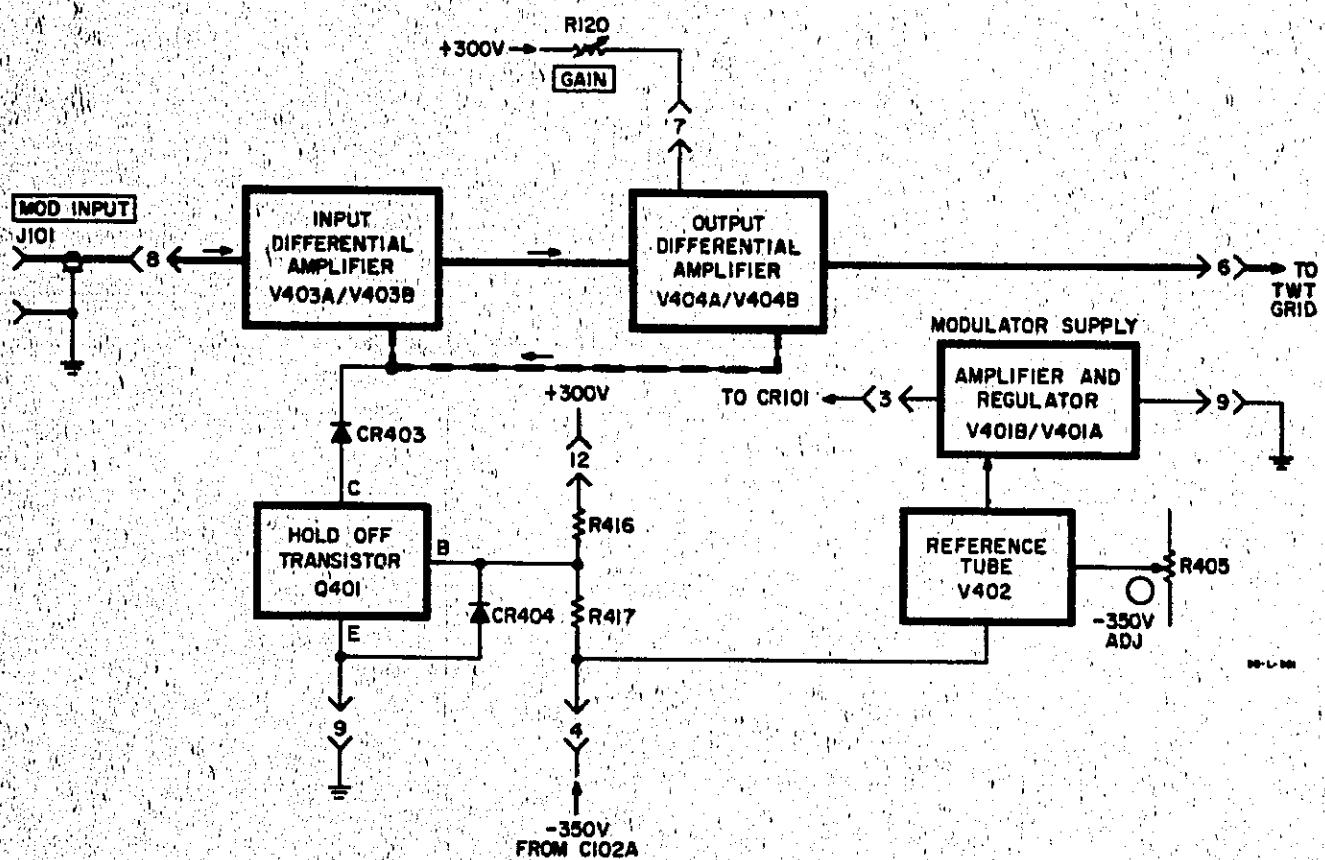 R120
+300V
GAIN
7
MOD INPUT
J101
8
INPUT
DIFFERENTIAL
AMPLIFIER
V403A/V403B
OUTPUT
DIFFERENTIAL
AMPLIFIER
V404A/V404B
6
TO
TWT
GRID
MODULATOR SUPPLY
AMPLIFIER AND
REGULATOR
V401B/V401A
TO CR101
3
9
+300V
12
CR403
C
HOLD OFF
TRANSISTOR
Q401
B
E
R416
CR404
R417
REFERENCE
TUBE
V402
R405
-350V
ADJ
9
4
-350V
FROM C102A